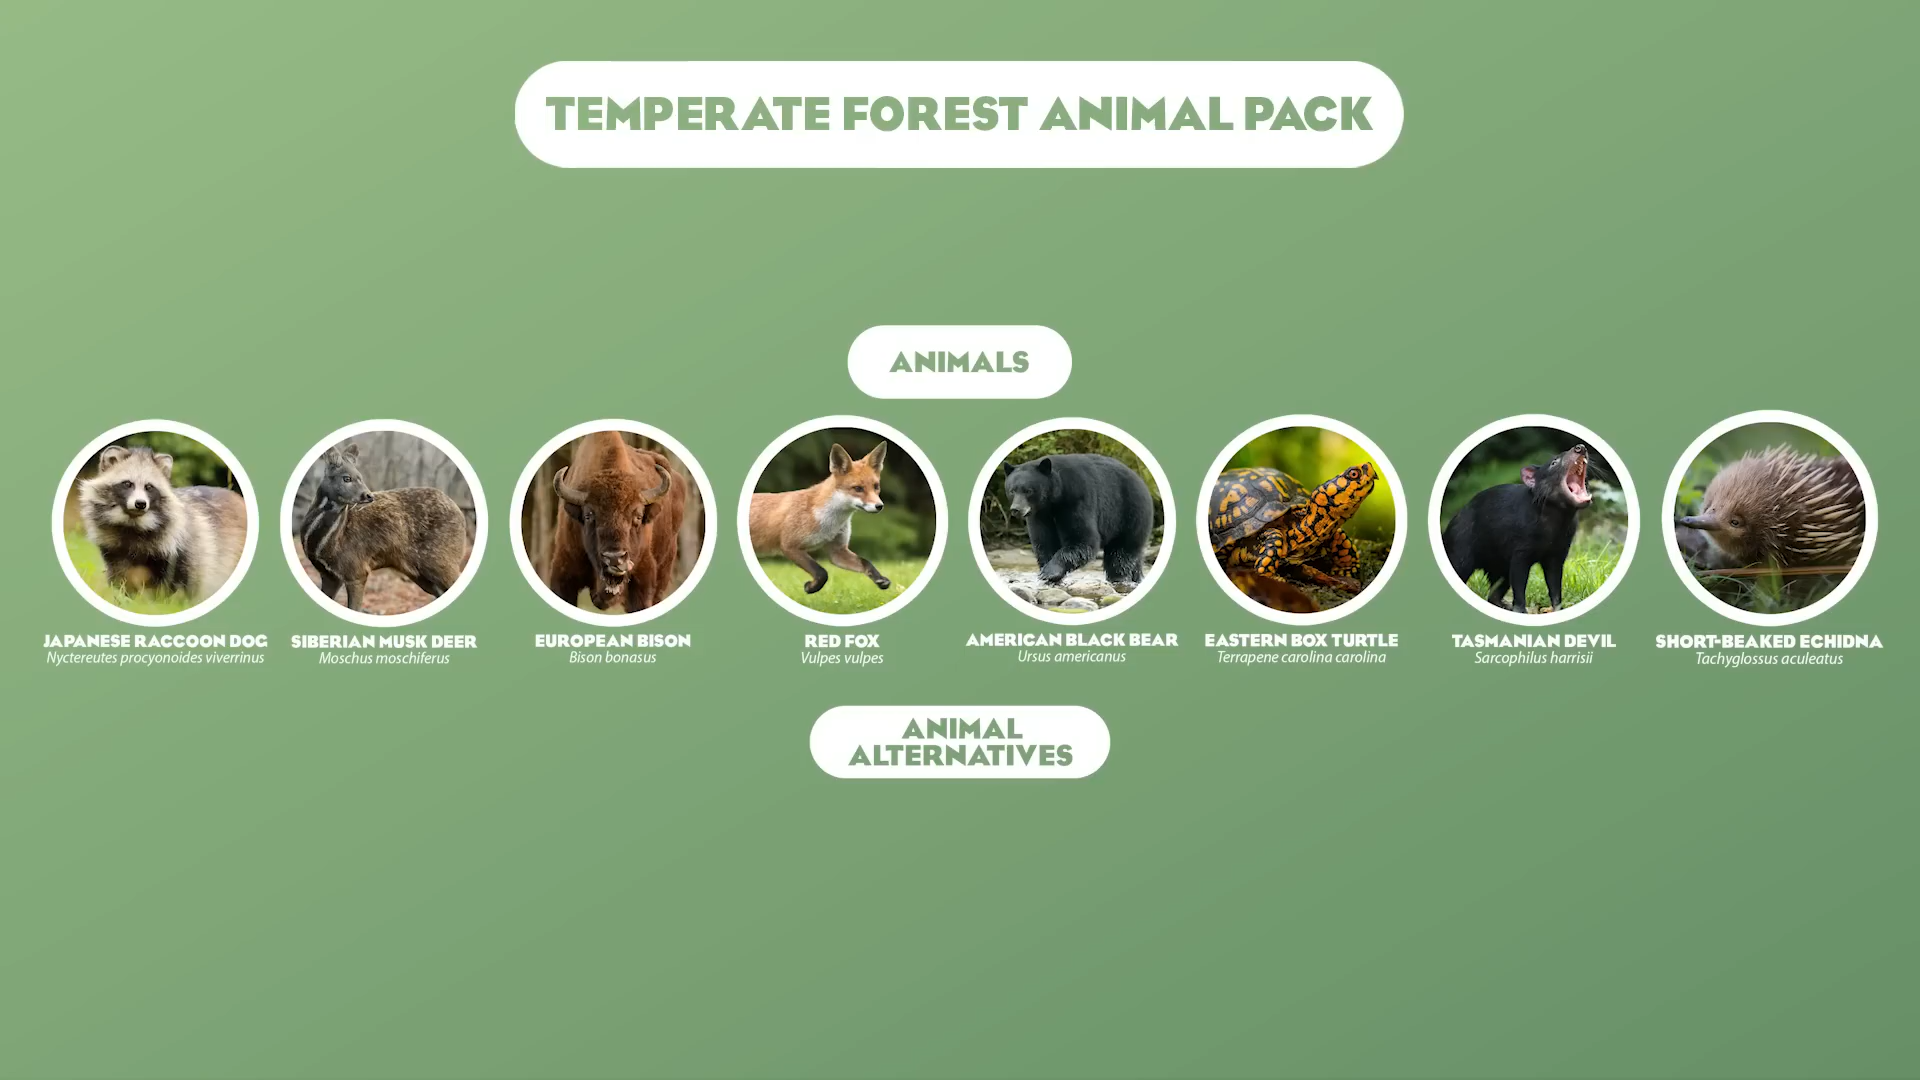 TEMPERATE FOREST ANIMAL PACK
ANIMALS
JAPANESE RACCOON DOG
Nyctereutes procyonoides viverrinus
SIBERIAN MUSK DEER
Moschus moschiferus
EUROPEAN BISON
Bison bonasus
RED FOX
Vulpes vulpes
AMERICAN BLACK BEAR
Ursus americanus
EASTERN BOX TURTLE
Terrapene carolina carolina
TASMANIAN DEVIL
Sarcophilus harrisii
SHORT-BEAKED ECHIDNA
Tachyglossus aculeatus
ANIMAL
ALTERNATIVES